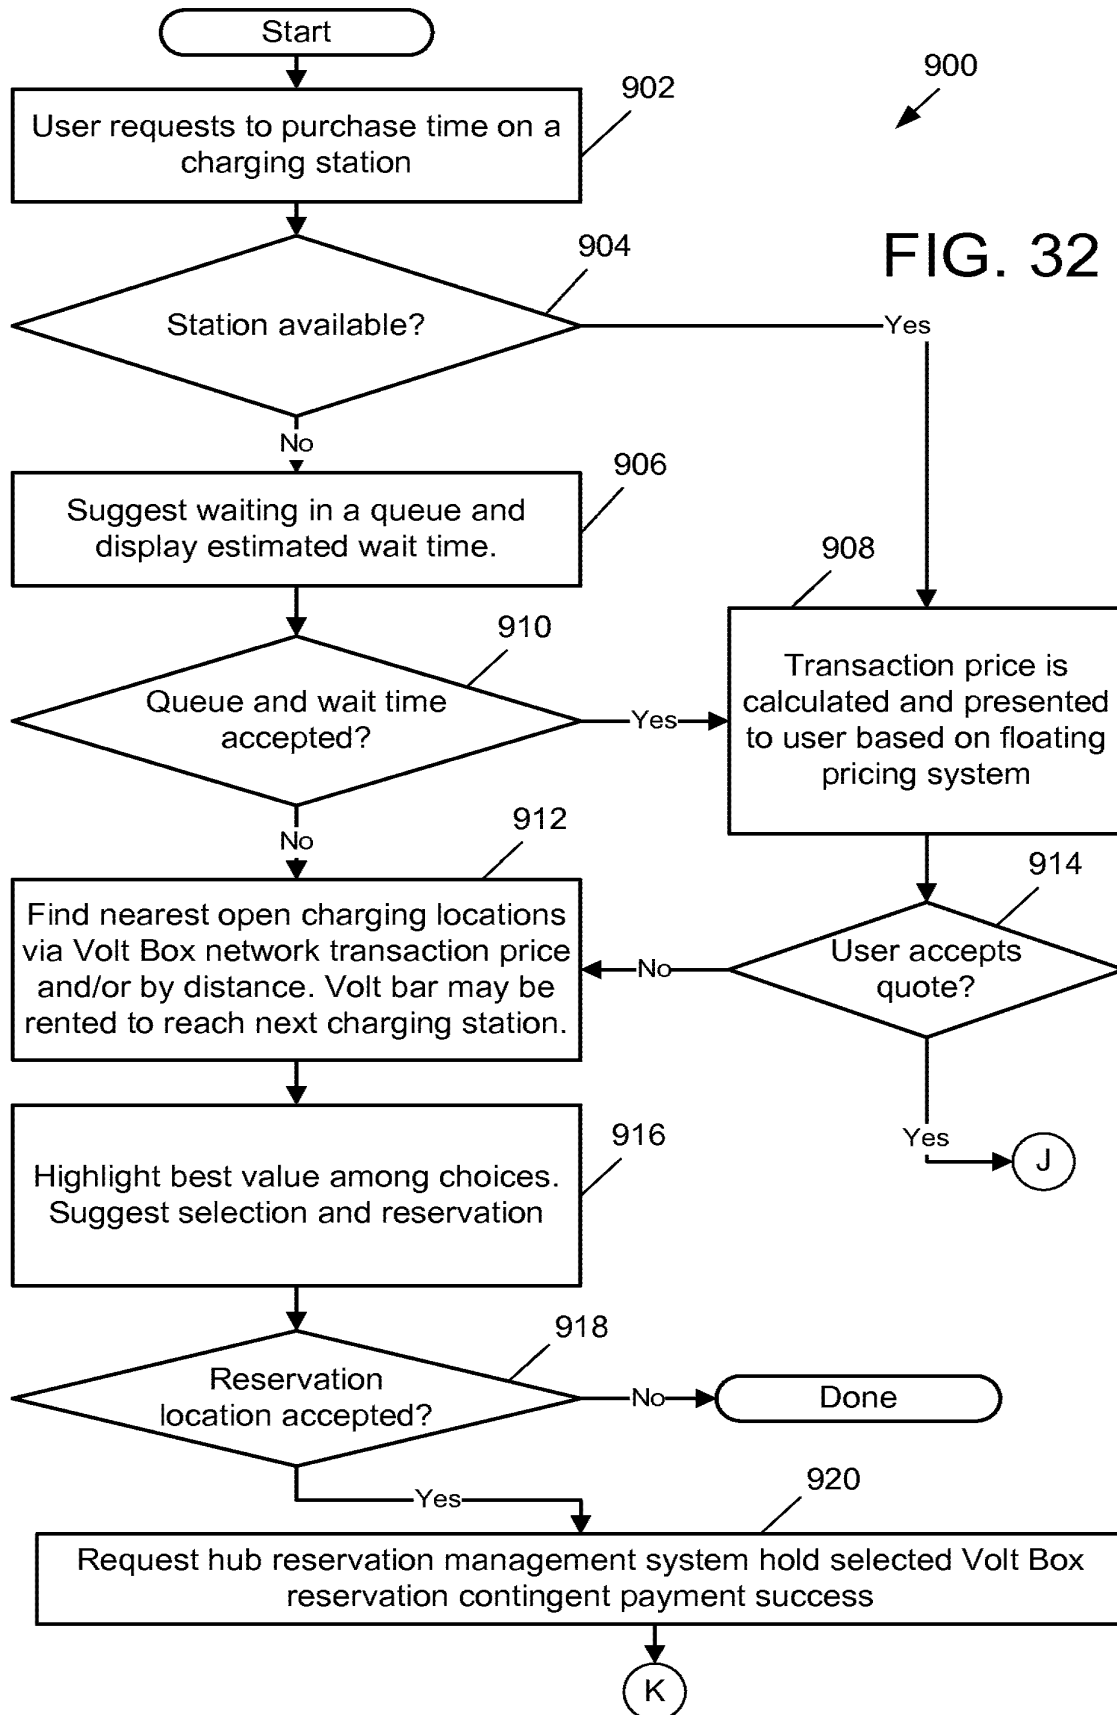 Start
900
902
User requests to purchase time on a
charging station
FIG. 32
904
Station available?
Yes
No
906
Suggest waiting in a queue and
display estimated wait time.
908
Transaction price is
calculated and presented
to user based on floating
pricing system
910
Queue and wait time
accepted?
Yes
No
912
Find nearest open charging locations
via Volt Box network transaction price
and/or by distance. Volt bar may be
rented to reach next charging station.
914
User accepts
quote?
No
Yes
J
916
Highlight best value among choices.
Suggest selection and reservation
918
Reservation
location accepted?
No
Done
Yes
920
Request hub reservation management system hold selected Volt Box
reservation contingent payment success
K